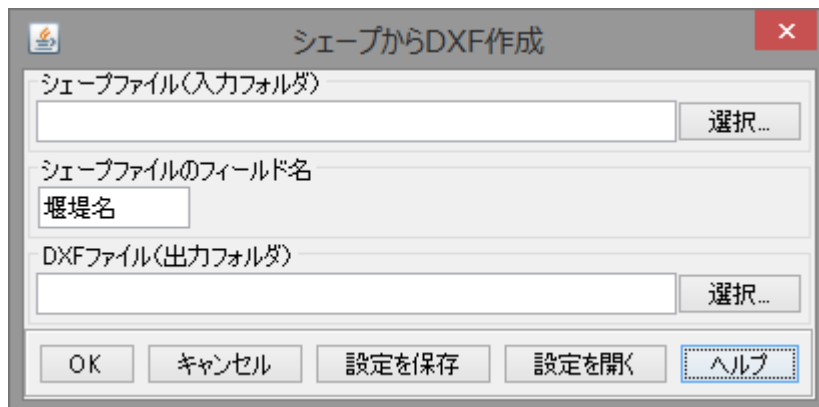 シェープからDXF作成
シェープファイル(入力フォルダ)
選択...
シェープファイルのフィールド名
堰堤名
DXFファイル(出力フォルダ)
選択...
OK キャンセル 設定を保存 設定を開く ヘルプ